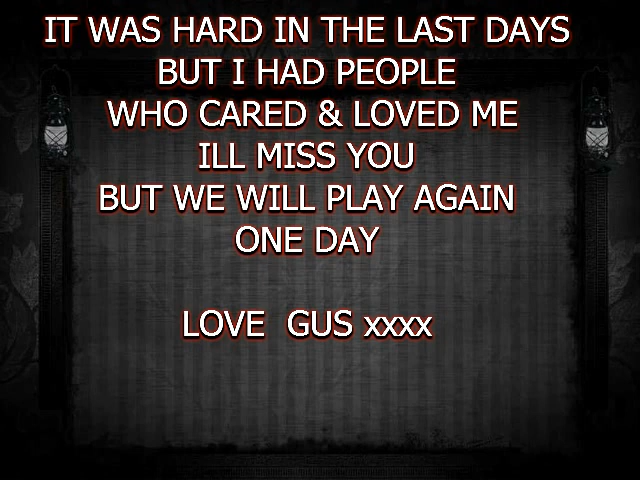 IT WAS HARD IN THE LAST DAYS
BUT I HAD PEOPLE
WHO CARED & LOVED ME
ILL MISS YOU
BUT WE WILL PLAY AGAIN
ONE DAY
LOVE  GUS xxxx